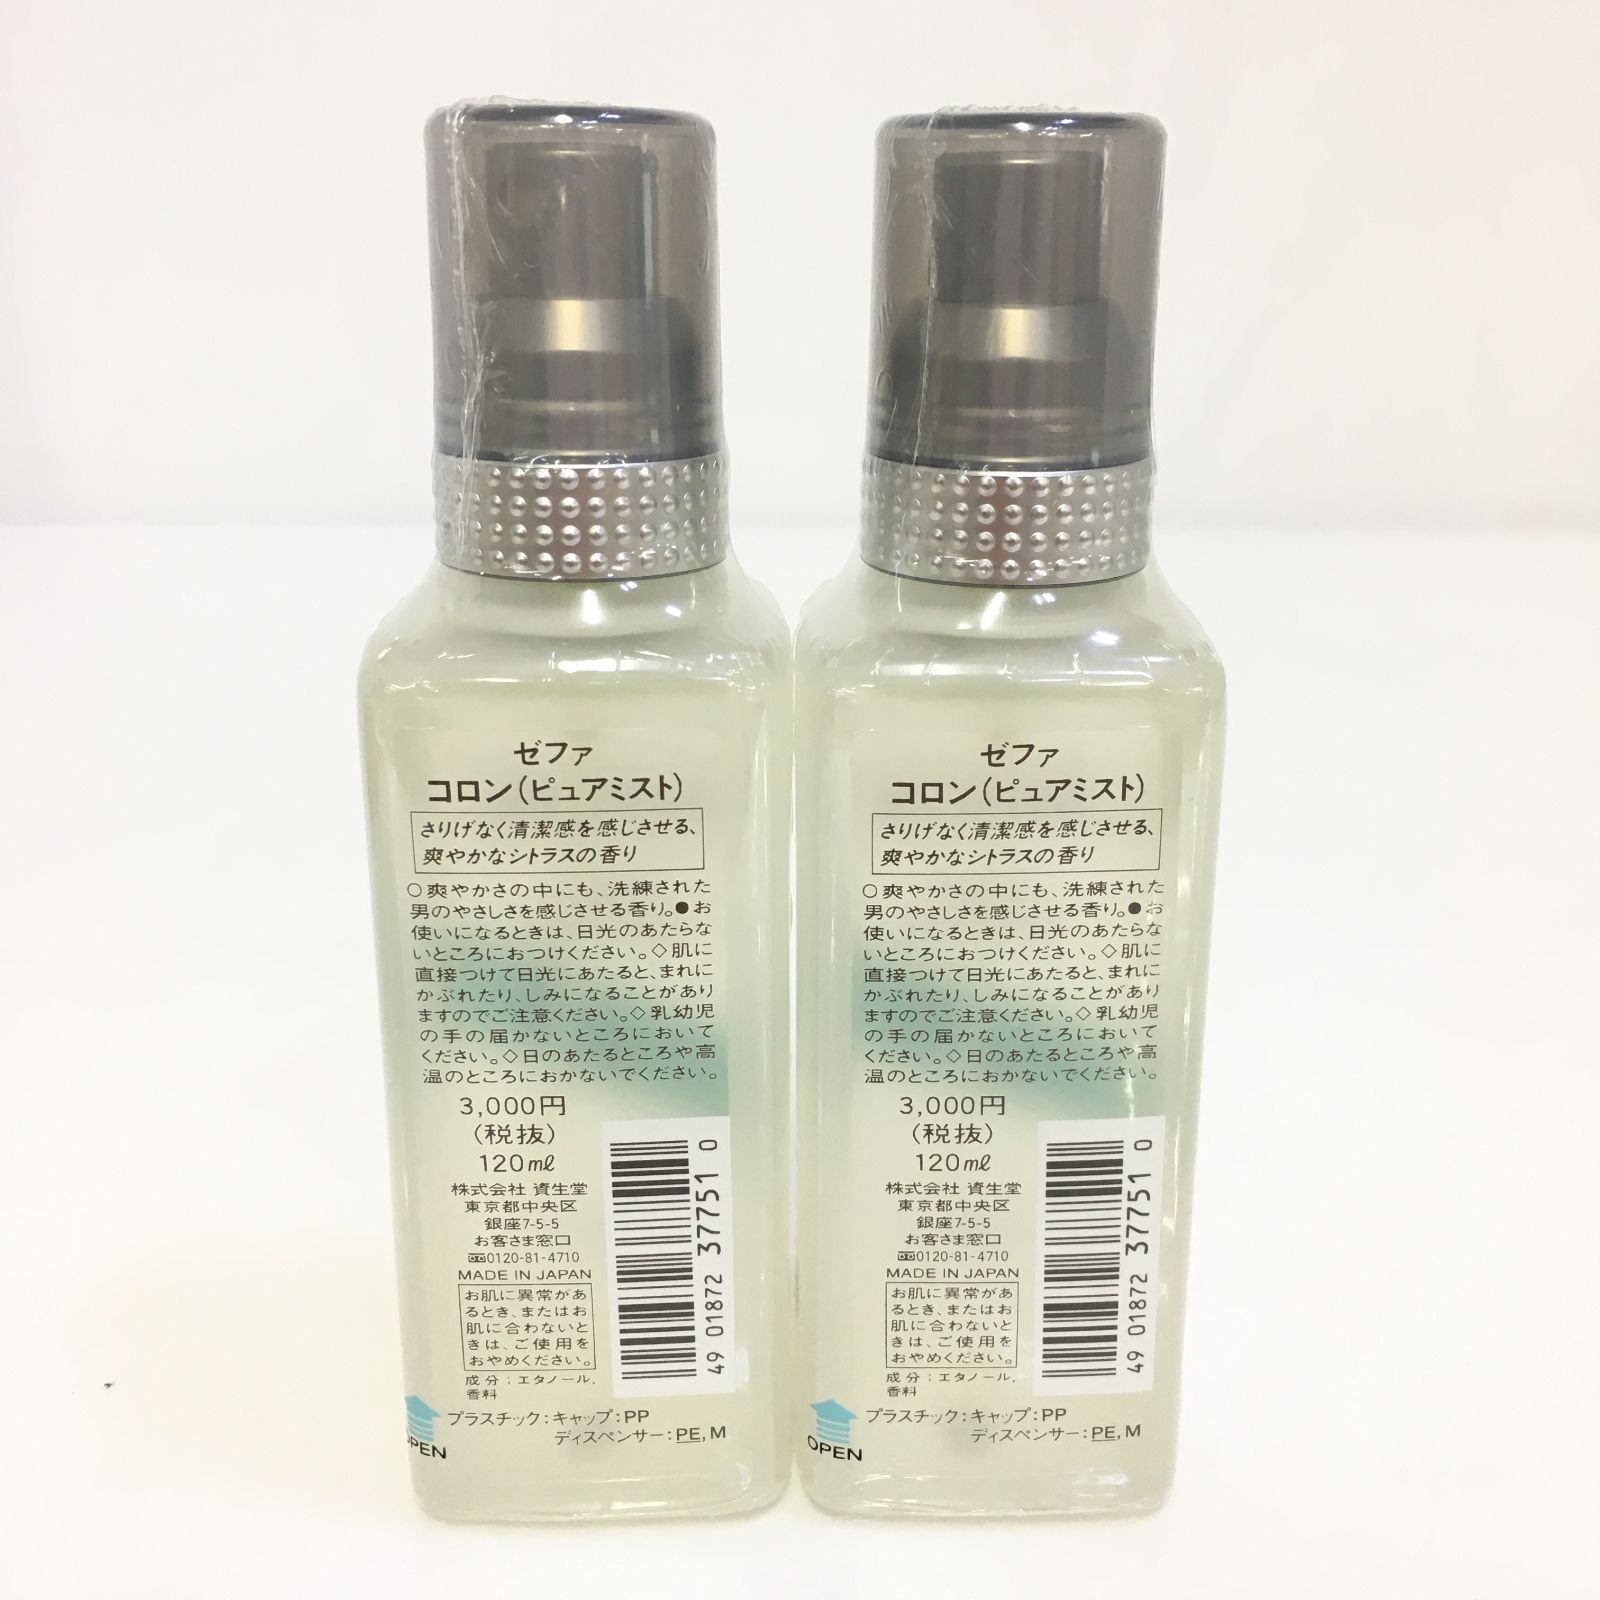 ゼファ
コロン(ピュアミスト)
さりげなく清潔感を感じさせる、
爽やかなシトラスの香り
○爽やかさの中にも、洗練された
男のやさしさを感じさせる香り。●お
使いになるときは、日光のあたらな
いところにおつけください。◇肌に
直接つけて日光にあたると、まれに
かぶれたり、しみになることがあり
ますのでご注意ください。◇乳幼児
の手の届かないところにおいて
ください。◇日のあたるところや高
温のところにおかないでください。
3,000円
(税抜)
120ml
株式会社 資生堂
東京都中央区
銀座7-5-5
お客さま窓口
0120-81-4710
MADE IN JAPAN
お肌に異常があ
るとき、またはお
肌に合わないと
きは、ご使用を
おやめください。
成分:エタノール,
香料
49 01872 37751 0
プラスチック:キャップ:PP
ディスペンサー:PE, M
OPEN
ゼファ
コロン(ピュアミスト)
さりげなく清潔感を感じさせる、
爽やかなシトラスの香り
○爽やかさの中にも、洗練された
男のやさしさを感じさせる香り。●お
使いになるときは、日光のあたらな
いところにおつけください。◇肌に
直接つけて日光にあたると、まれに
かぶれたり、しみになることがあり
ますのでご注意ください。◇乳幼児
の手の届かないところにおいて
ください。◇日のあたるところや高
温のところにおかないでください。
3,000円
(税抜)
120ml
株式会社 資生堂
東京都中央区
銀座7-5-5
お客さま窓口
0120-81-4710
MADE IN JAPAN
お肌に異常があ
るとき、またはお
肌に合わないと
きは、ご使用を
おやめください。
成分:エタノール,
香料
49 01872 37751 0
プラスチック:キャップ:PP
ディスペンサー:PE, M
OPEN